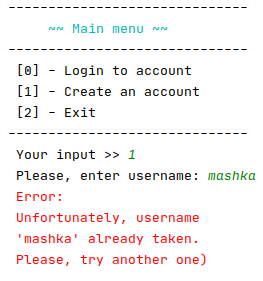 ------------------------------
~~ Main menu ~~
------------------------------
[0] - Login to account
[1] - Create an account
[2] - Exit
------------------------------
Your input >> 1
Please, enter username: mashka
Error:
Unfortunately, username
'mashka' already taken.
Please, try another one)